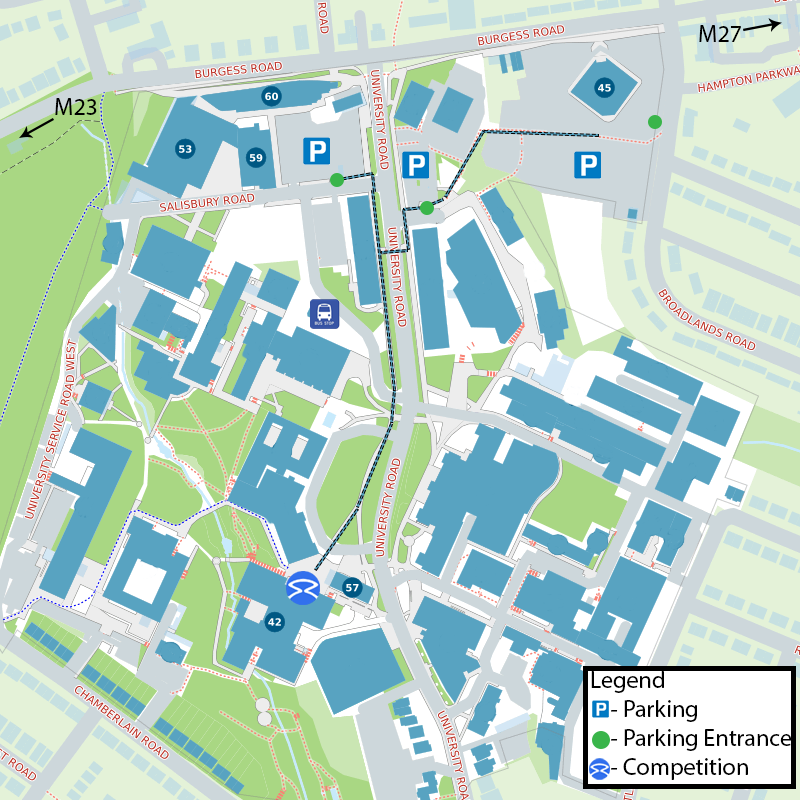 ROAD
M27
BURGESS ROAD
BURGESS ROAD
HAMPTON PARKWA
M23
60
45
UNIVERSITY ROAD
53
59
P
P
P
SALISBURY ROAD
UNIVERSITY ROAD
BUS STOP
BROADLANDS ROAD
UNIVERSITY SERVICE ROAD WEST
UNIVERSITY ROAD
57
42
CHAMBERLAIN ROAD
UNIVERSITY ROA
ET ROAD
Legend
P - Parking
- Parking Entrance
- Competition